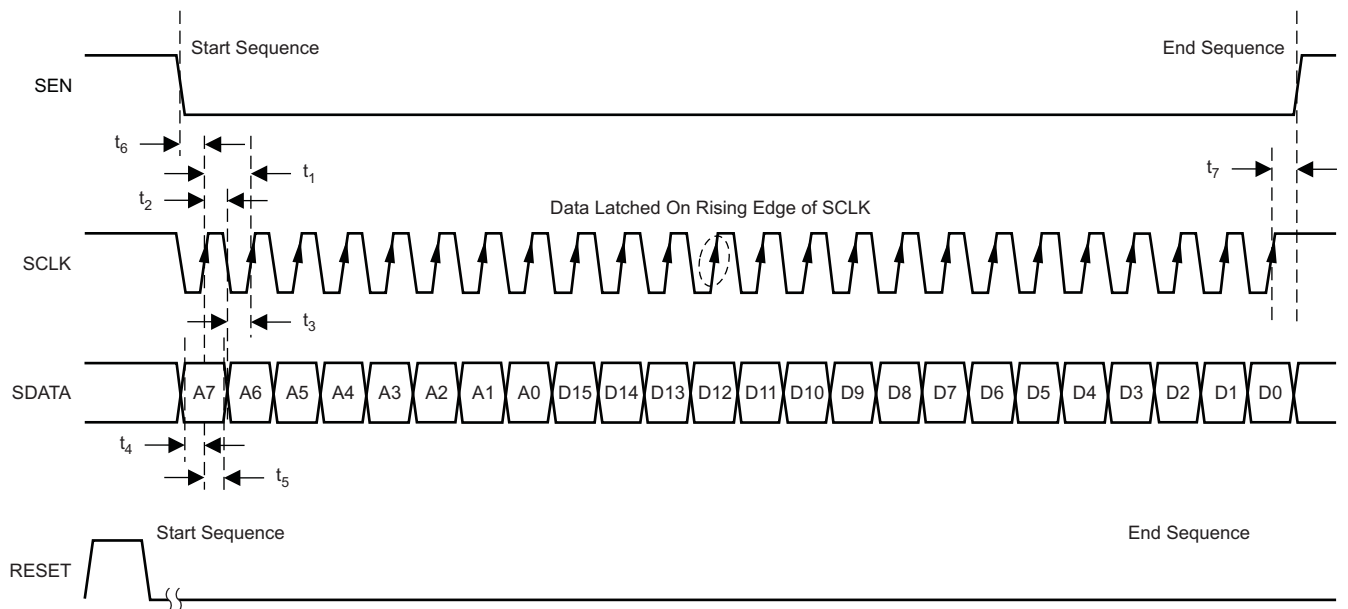 Start Sequence End Sequence
SEN
t6
t1
t7
t2
Data Latched On Rising Edge of SCLK
SCLK
t3
SDATA A7 A6 A5 A4 A3 A2 A1 A0 D15 D14 D13 D12 D11 D10 D9 D8 D7 D6 D5 D4 D3 D2 D1 D0
t4
t5
Start Sequence End Sequence
RESET